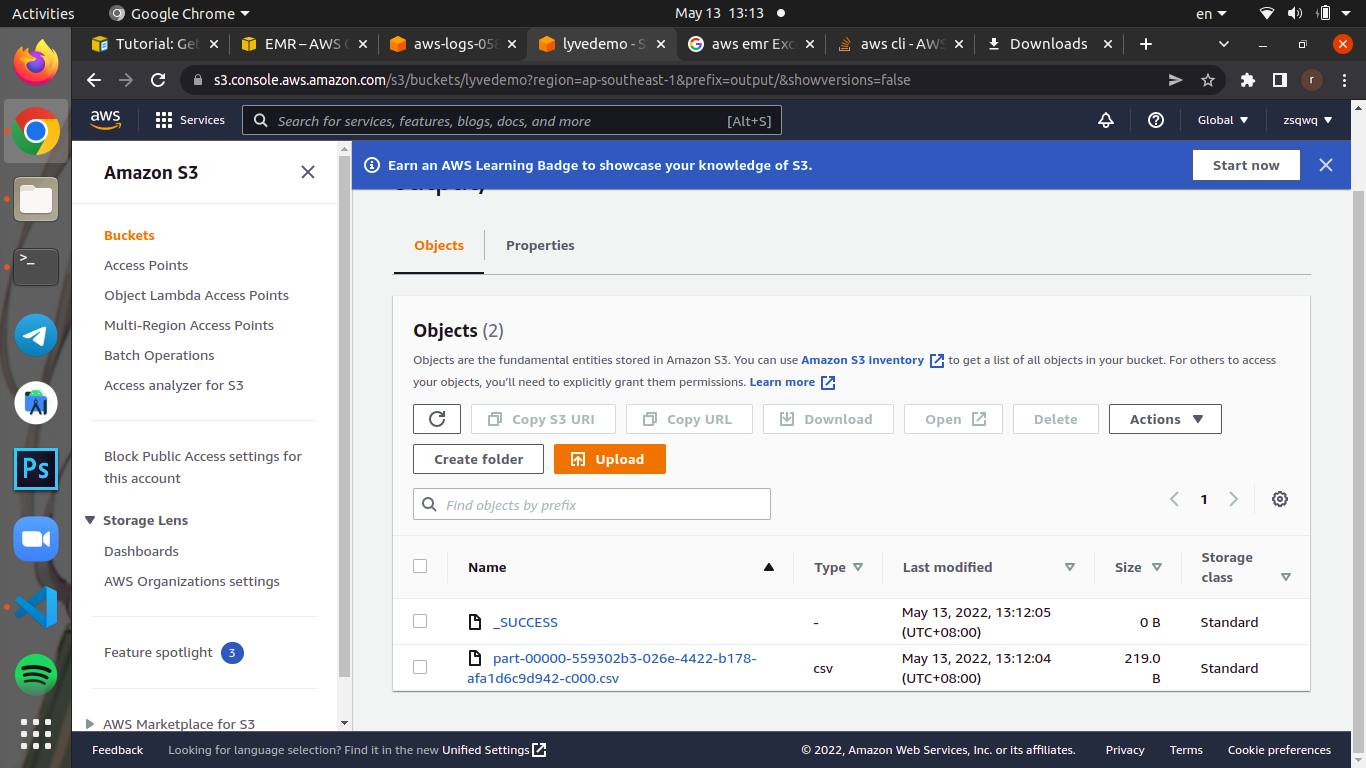 Activities
Google Chrome
May 13 13:13
en
Tutorial: Get
EMR – AWS C
aws-logs-058
lyvedemo - S
aws emr Exc
aws cli - AWS
Downloads
s3.console.aws.amazon.com/s3/buckets/lyvedemo?region=ap-southeast-1&prefix=output/&showversions=false
r
aws
Services
Search for services, features, blogs, docs, and more
[Alt+S]
Global
zsqwq
Amazon S3
Buckets
Access Points
Object Lambda Access Points
Multi-Region Access Points
Batch Operations
Access analyzer for S3
Block Public Access settings for
this account
Storage Lens
Dashboards
AWS Organizations settings
Feature spotlight 3
AWS Marketplace for S3
Earn an AWS Learning Badge to showcase your knowledge of S3.
Start now
Objects
Properties
Objects (2)
Objects are the fundamental entities stored in Amazon S3. You can use Amazon S3 inventory to get a list of all objects in your bucket. For others to access
your objects, you'll need to explicitly grant them permissions. Learn more
Copy S3 URI
Copy URL
Download
Open
Delete
Actions
Create folder
Upload
Find objects by prefix
1
Name
Type
Last modified
Size
Storage
class
_SUCCESS
-
May 13, 2022, 13:12:05
(UTC+08:00)
0 B
Standard
part-00000-559302b3-026e-4422-b178-
afa1d6c9d942-c000.csv
csv
May 13, 2022, 13:12:04
(UTC+08:00)
219.0
B
Standard
>_
Ps
Feedback
Looking for language selection? Find it in the new Unified Settings
© 2022, Amazon Web Services, Inc. or its affiliates.
Privacy
Terms
Cookie preferences